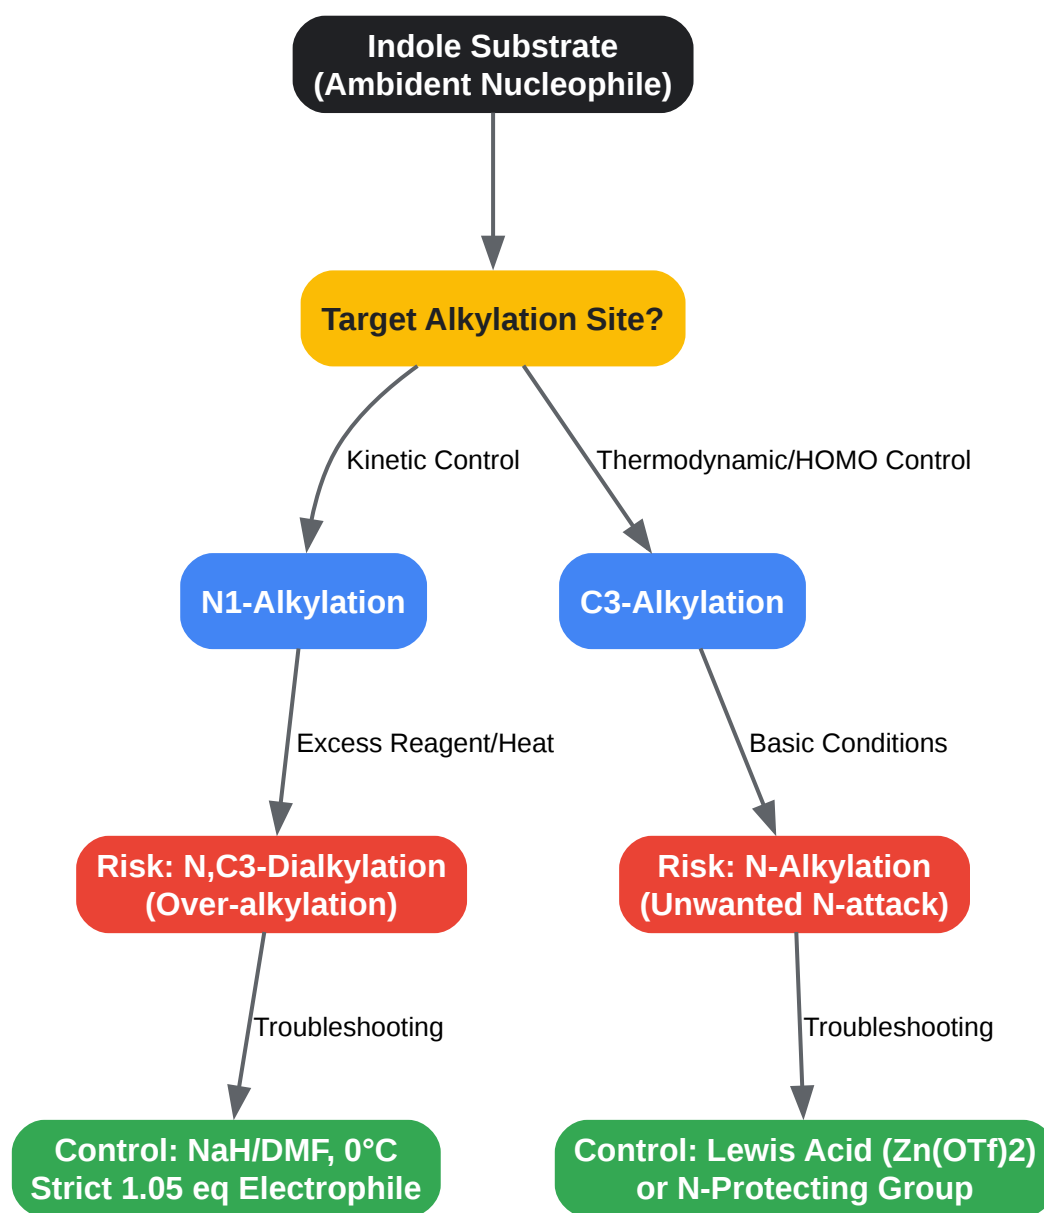 Indole Substrate
(Ambident Nucleophile)
Target Alkylation Site?
Kinetic Control
Thermodynamic/HOMO Control
N1-Alkylation
C3-Alkylation
Excess Reagent/Heat
Basic Conditions
Risk: N,C3-Dialkylation
(Over-alkylation)
Risk: N-Alkylation
(Unwanted N-attack)
Troubleshooting
Troubleshooting
Control: NaH/DMF, 0°C
Strict 1.05 eq Electrophile
Control: Lewis Acid (Zn(OTf)2)
or N-Protecting Group